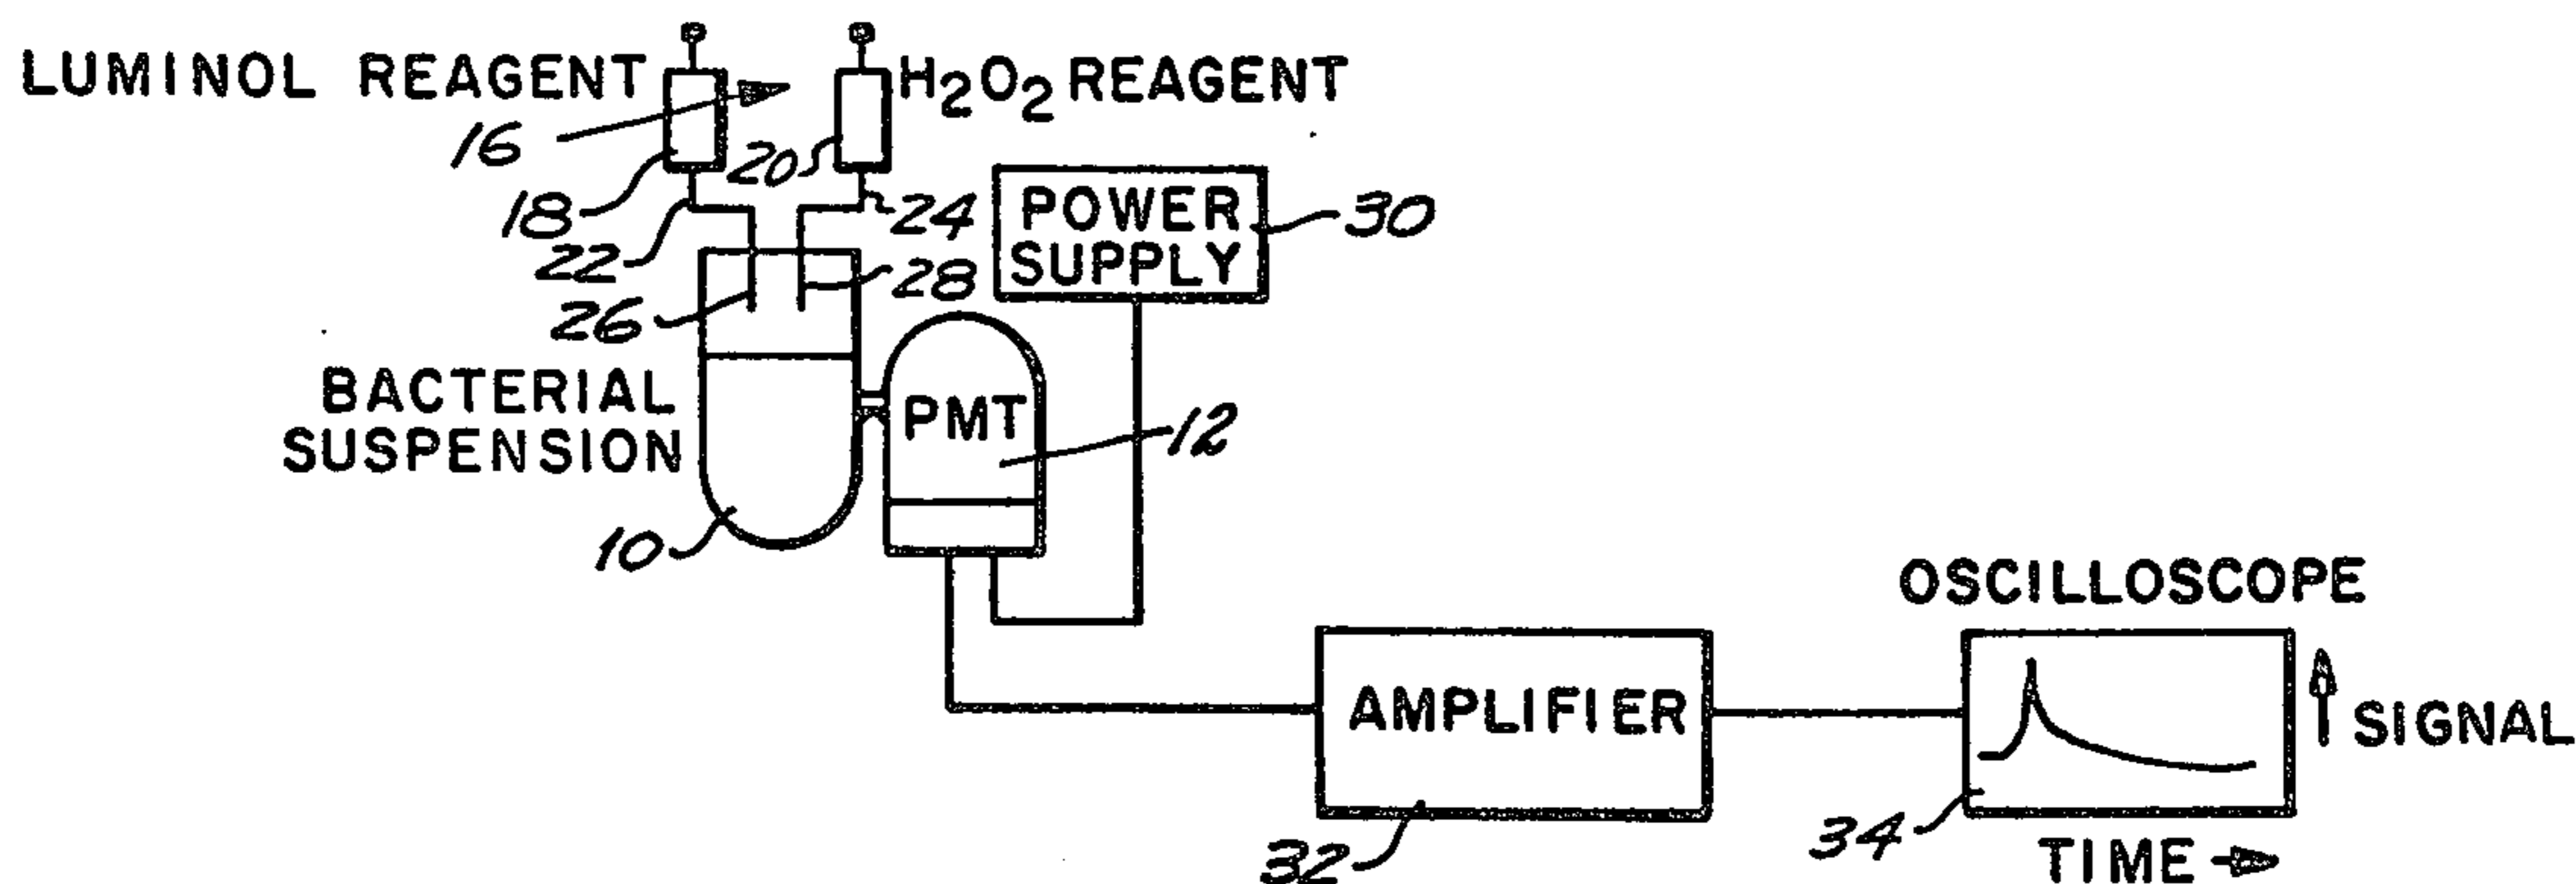 LUMINOL REAGENT
H2O2 REAGENT
16
18
20
22
24
26
28
POWER
SUPPLY
30
BACTERIAL
SUSPENSION
PMT
12
10
OSCILLOSCOPE
AMPLIFIER
SIGNAL
32
34
TIME